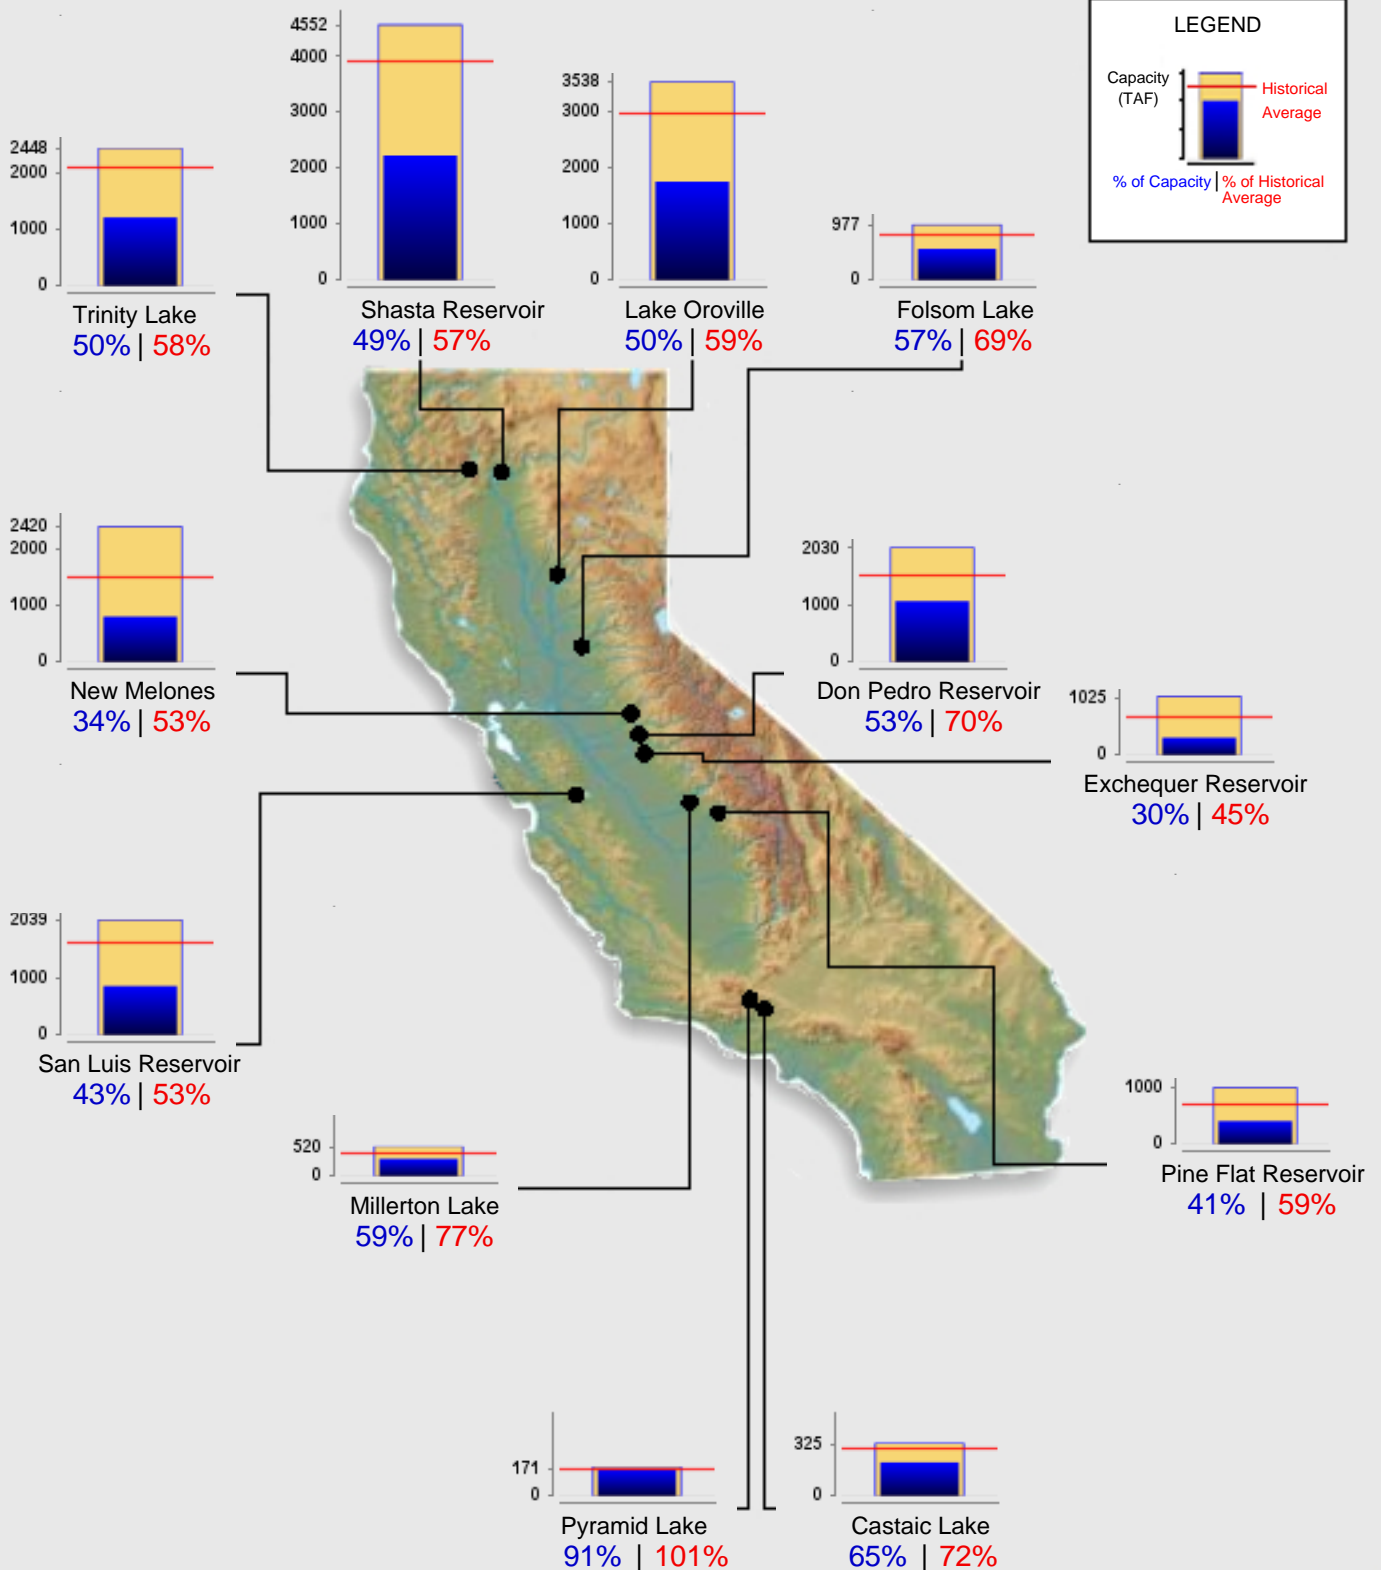 LEGEND
Capacity
(TAF)
Historical
Average
% of Capacity | % of Historical
Average
4552
4000
3000
2000
1000
0
Shasta Reservoir
49% | 57%
3538
3000
2000
1000
0
Lake Oroville
50% | 59%
2448
2000
1000
0
Trinity Lake
50% | 58%
977
0
Folsom Lake
57% | 69%
2420
2000
1000
0
New Melones
34% | 53%
2030
1000
0
Don Pedro Reservoir
53% | 70%
1025
0
Exchequer Reservoir
30% | 45%
2039
1000
0
San Luis Reservoir
43% | 53%
520
0
Millerton Lake
59% | 77%
1000
0
Pine Flat Reservoir
41% | 59%
171
0
Pyramid Lake
91% | 101%
325
0
Castaic Lake
65% | 72%